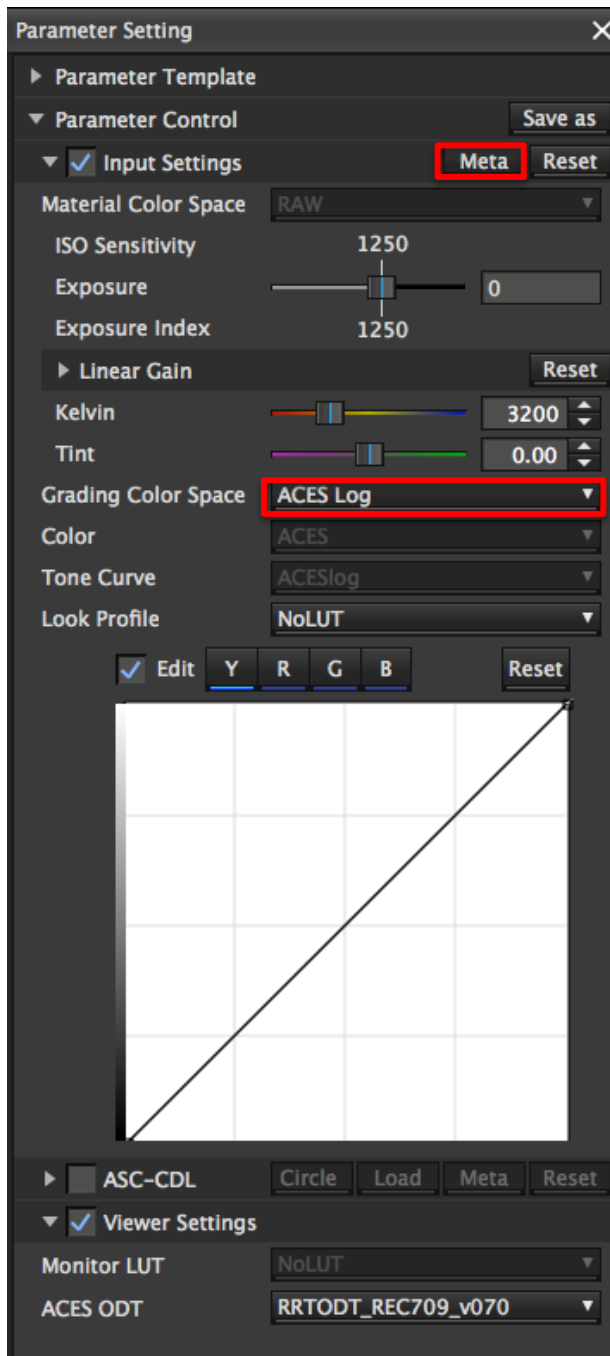 Parameter Setting
Parameter Template
Parameter Control Save as
Input Settings Meta Reset
Material Color Space RAW
ISO Sensitivity 1250
Exposure 0
Exposure Index 1250
Linear Gain Reset
Kelvin 3200
Tint 0.00
Grading Color Space ACES Log
Color ACES
Tone Curve ACESlog
Look Profile NoLUT
Edit Y R G B Reset
ASC-CDL Circle Load Meta Reset
Viewer Settings
Monitor LUT NoLUT
ACES ODT RRTODT_REC709_v070